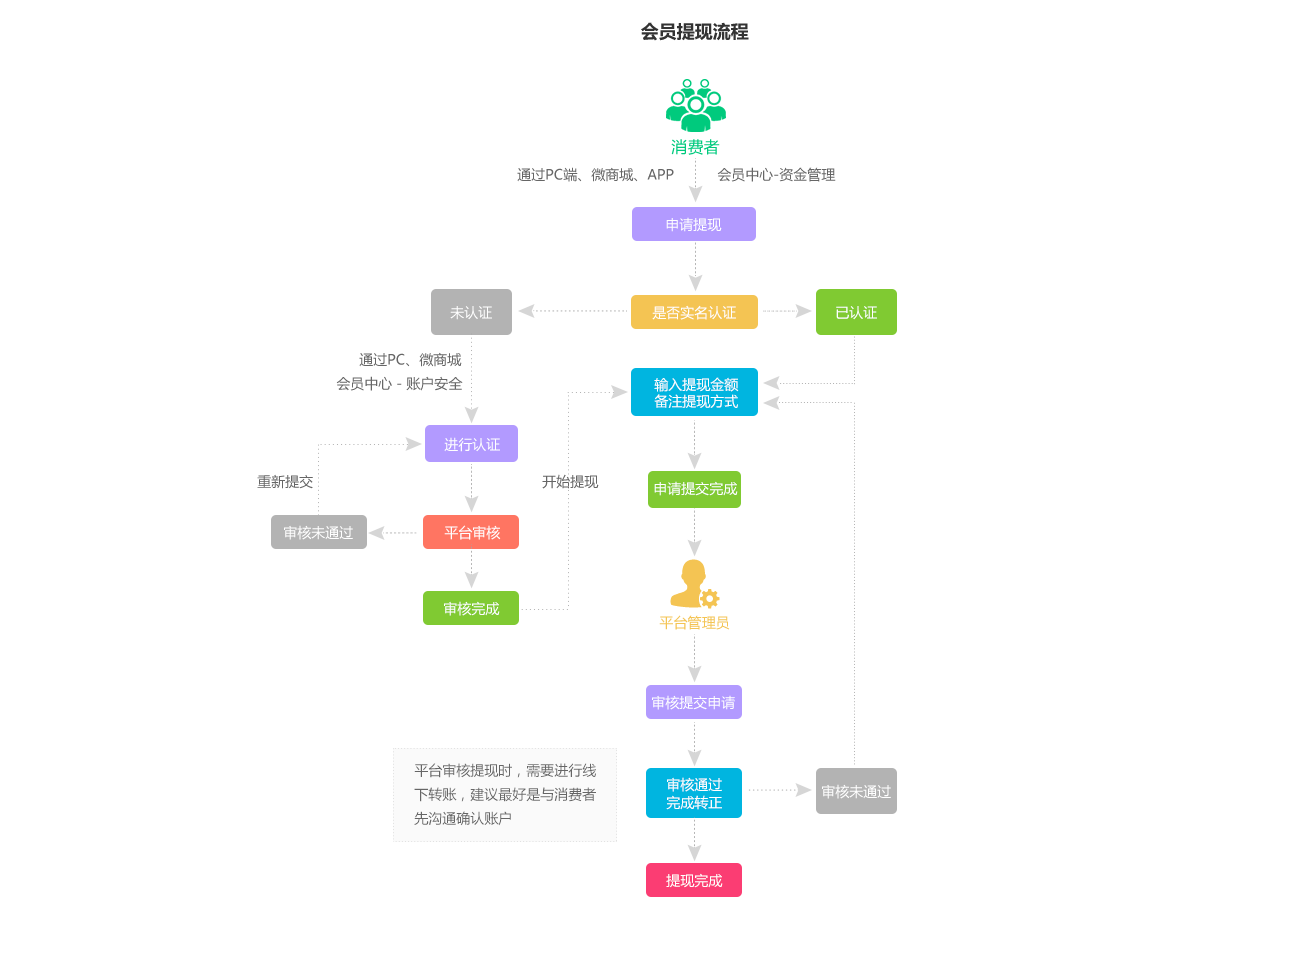 会员提现流程
消费者
通过PC端、微商城、APP
会员中心-资金管理
申请提现
未认证
是否实名认证
已认证
通过PC、微商城
会员中心 - 账户安全
输入提现金额
备注提现方式
进行认证
重新提交
开始提现
申请提交完成
审核未通过
平台审核
审核完成
平台管理员
审核提交申请
平台审核提现时，需要进行线
下转账，建议最好是与消费者
先沟通确认账户
审核通过
完成转正
审核未通过
提现完成